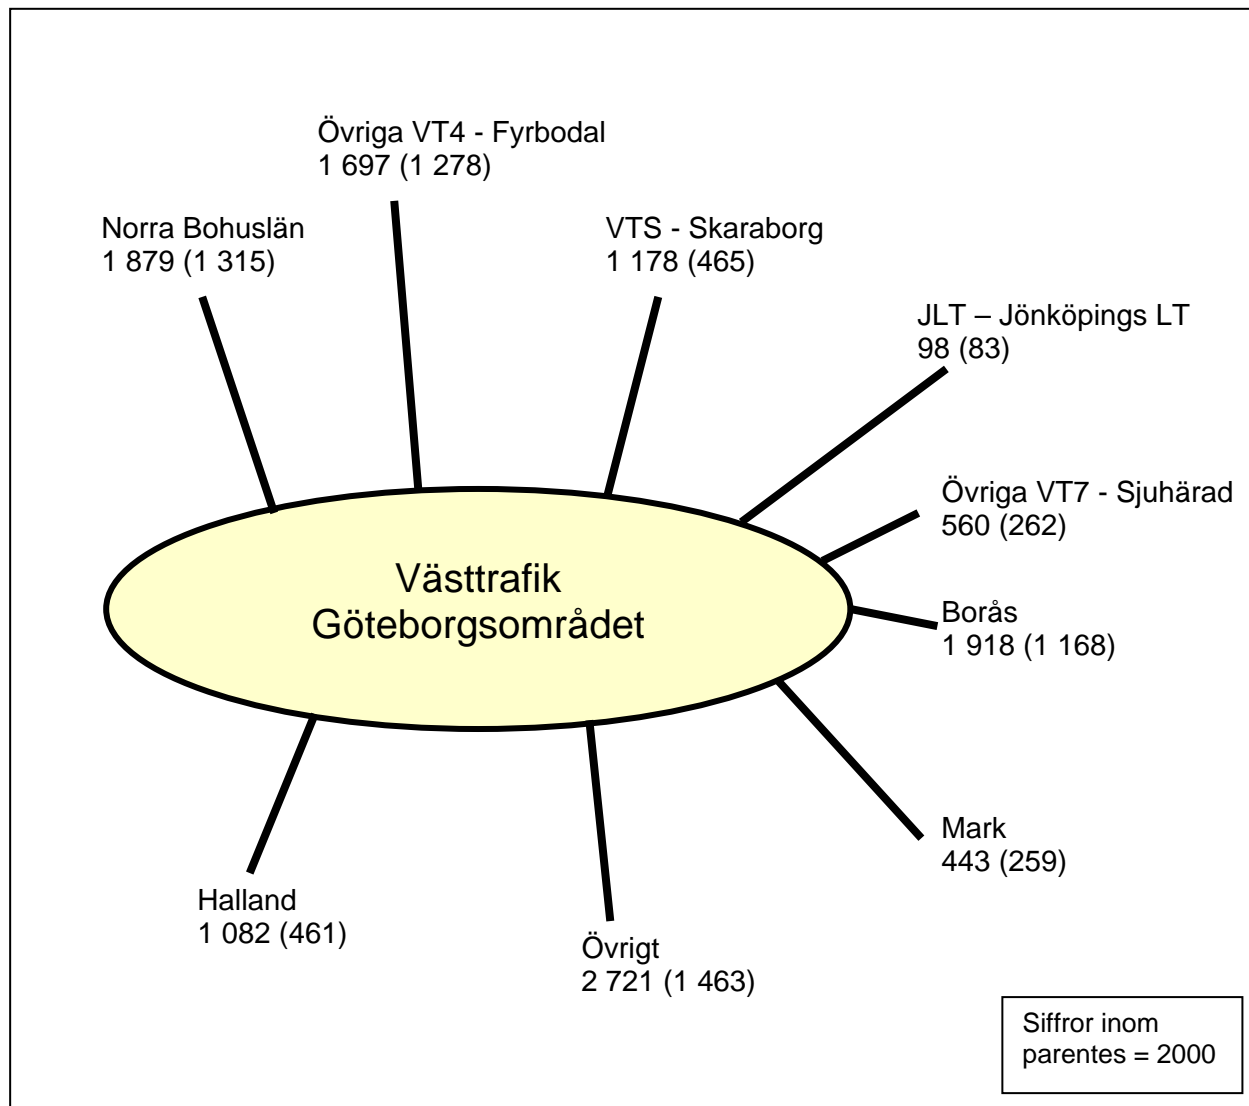 Övriga VT4 - Fyrbodal
1 697 (1 278)
Norra Bohuslän
1 879 (1 315)
VTS - Skaraborg
1 178 (465)
JLT – Jönköpings LT
98 (83)
Övriga VT7 - Sjuhärad
560 (262)
Västtrafik
Göteborgsområdet
Borås
1 918 (1 168)
Mark
443 (259)
Halland
1 082 (461)
Övrigt
2 721 (1 463)
Siffror inom
parentes = 2000